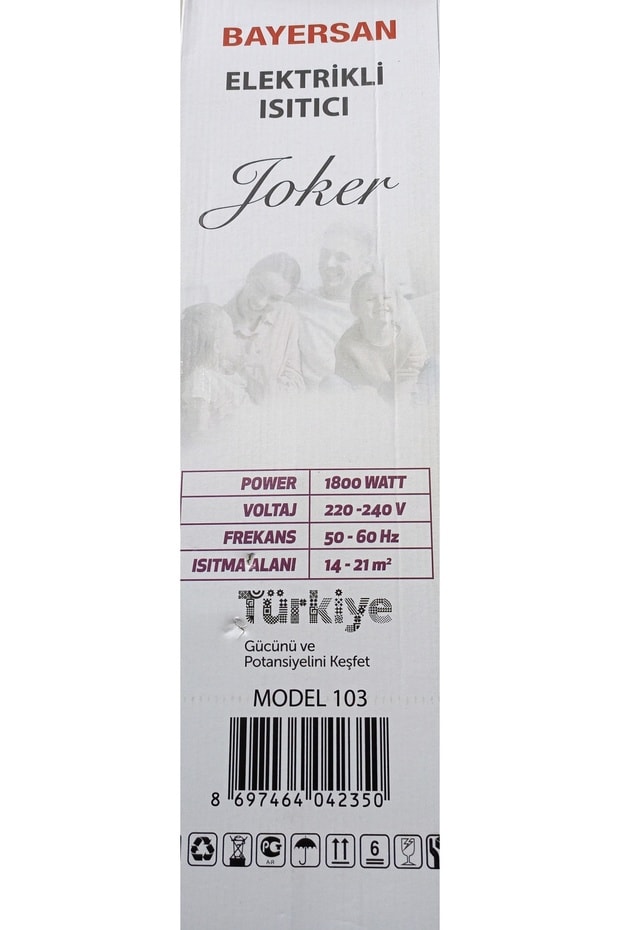 BAYERSAN
ELEKTRİKLİ
ISITICI
Joker
POWER 1800 WATT
VOLTAJ 220 -240 V
FREKANS 50 - 60 Hz
ISITMA ALANI 14 - 21 m²
Türkiye
Gücünü ve
Potansiyelini Keşfet
MODEL 103
8 697464 042350
6